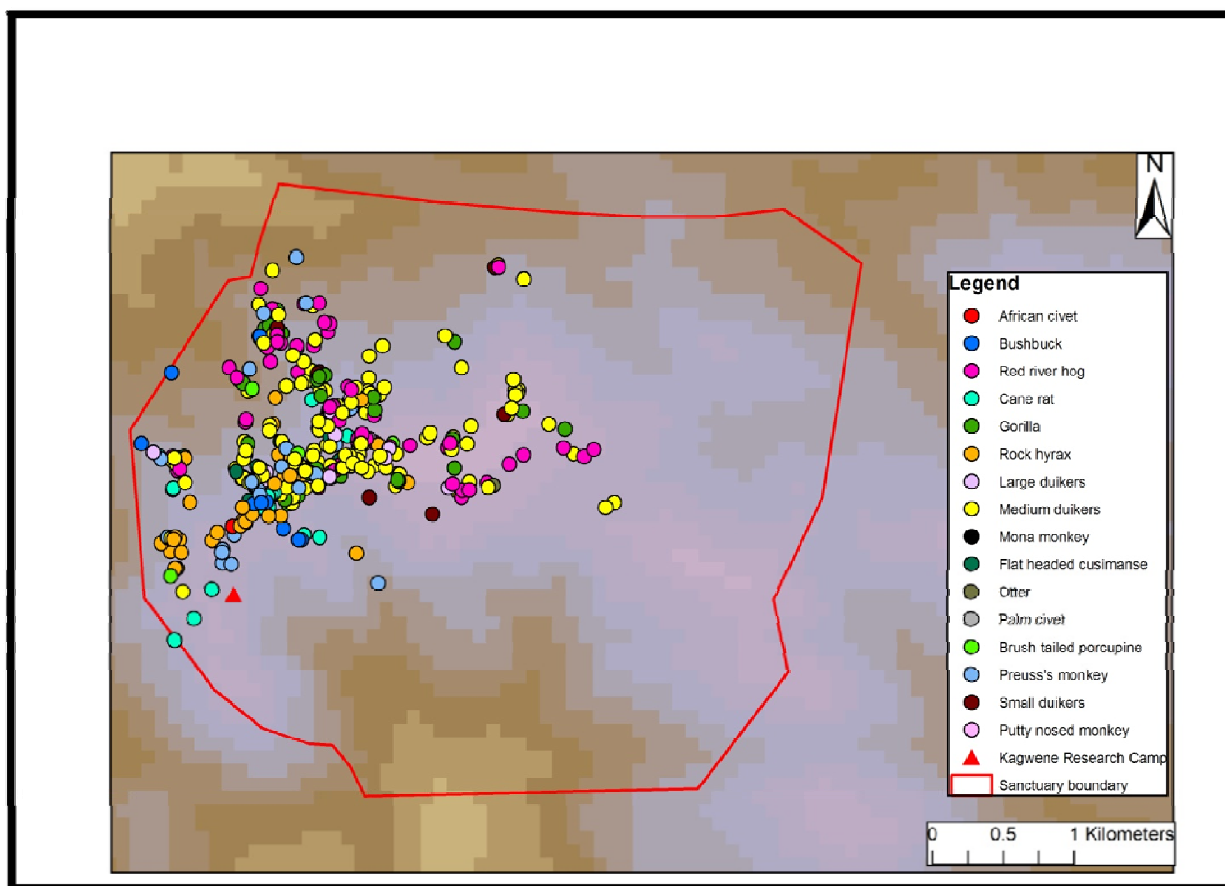 N
Legend
African civet
Bushbuck
Red river hog
Cane rat
Gorilla
Rock hyrax
Large duikers
Medium duikers
Mona monkey
Flat headed cusimanse
Otter
Palm civet
Brush tailed porcupine
Preuss's monkey
Small duikers
Putty nosed monkey
Kagwene Research Camp
Sanctuary boundary
0 0.5 1 Kilometers